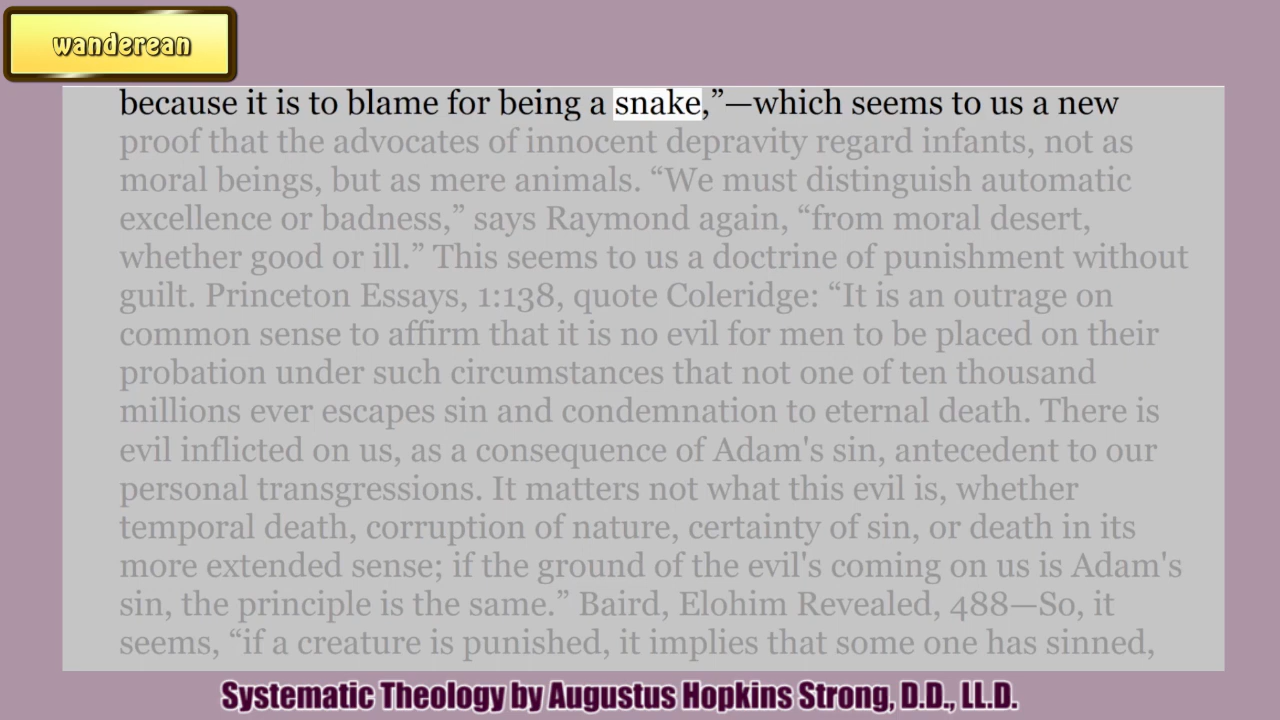 wanderean
because it is to blame for being a snake,”—which seems to us a new
proof that the advocates of innocent depravity regard infants, not as
moral beings, but as mere animals. “We must distinguish automatic
excellence or badness,” says Raymond again, “from moral desert,
whether good or ill.” This seems to us a doctrine of punishment without
guilt. Princeton Essays, 1:138, quote Coleridge: “It is an outrage on
common sense to affirm that it is no evil for men to be placed on their
probation under such circumstances that not one of ten thousand
millions ever escapes sin and condemnation to eternal death. There is
evil inflicted on us, as a consequence of Adam's sin, antecedent to our
personal transgressions. It matters not what this evil is, whether
temporal death, corruption of nature, certainty of sin, or death in its
more extended sense; if the ground of the evil's coming on us is Adam's
sin, the principle is the same.” Baird, Elohim Revealed, 488—So, it
seems, “if a creature is punished, it implies that some one has sinned,
Systematic Theology by Augustus Hopkins Strong, D.D., LL.D.